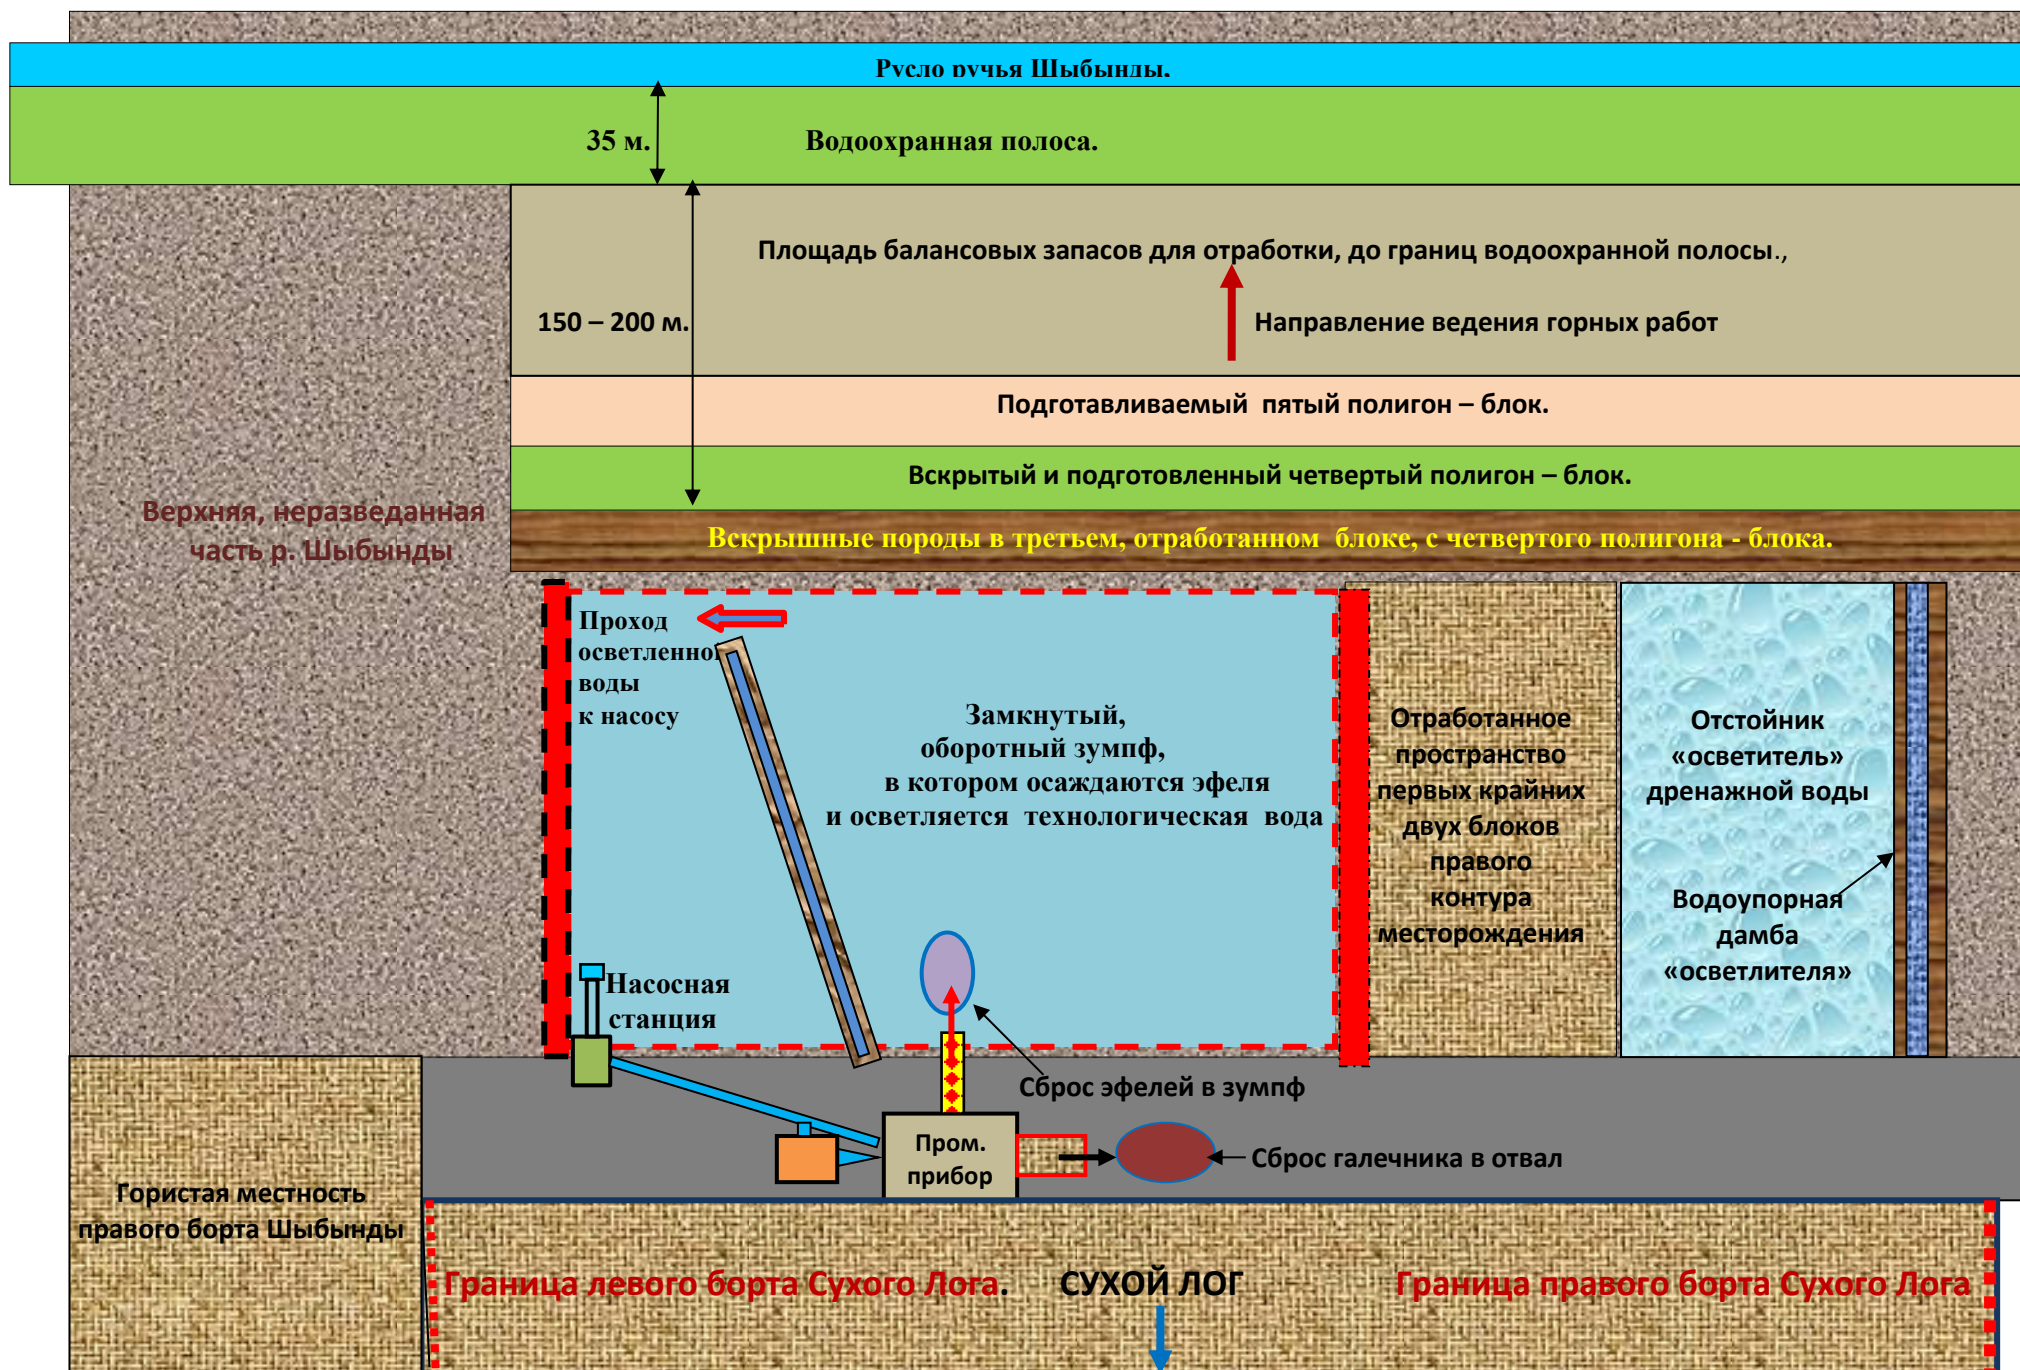 Русло ручья Шыбынды.
35 м.
Водоохранная полоса.
Площадь балансовых запасов для отработки, до границ водоохранной полосы.,
150 – 200 м.
Направление ведения горных работ
Подготавливаемый пятый полигон – блок.
Вскрытый и подготовленный четвертый полигон – блок.
Верхняя, неразведанная
часть р. Шыбынды
Вскрышные породы в третьем, отработанном блоке, с четвертого полигона - блока.
Проход
осветленной
воды
к насосу
Замкнутый,
оборотный зумпф,
в котором осаждаются эфеля
и осветляется технологическая вода
Отработанное
пространство
первых крайних
двух блоков
правого
контура
месторождения
Отстойник
«осветитель»
дренажной воды
Водоупорная
дамба
«осветлителя»
Насосная
станция
Сброс эфелей в зумпф
Пром.
прибор
Сброс галечника в отвал
Гористая местность
правого борта Шыбынды
Граница левого борта Сухого Лога.
СУХОЙ ЛОГ
Граница правого борта Сухого Лога